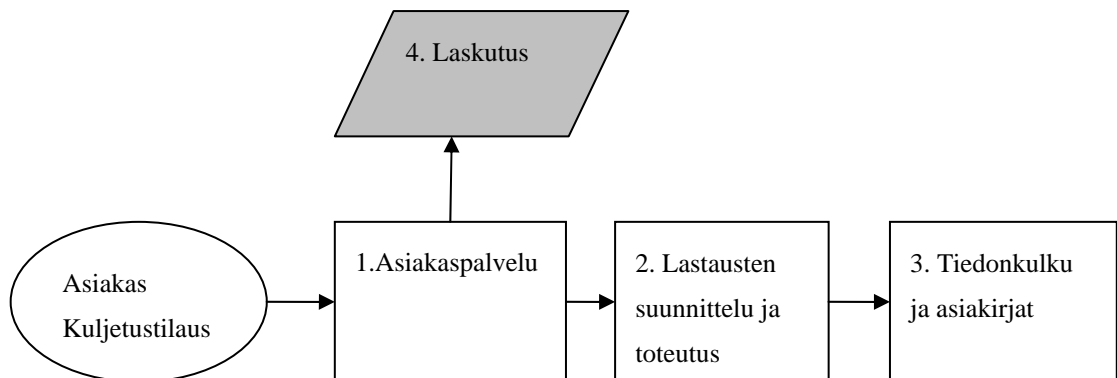 4. Laskutus
Asiakas
Kuljetustilaus
1.Asiakaspalvelu
2. Lastausten
suunnittelu ja
toteutus
3. Tiedonkulku
ja asiakirjat